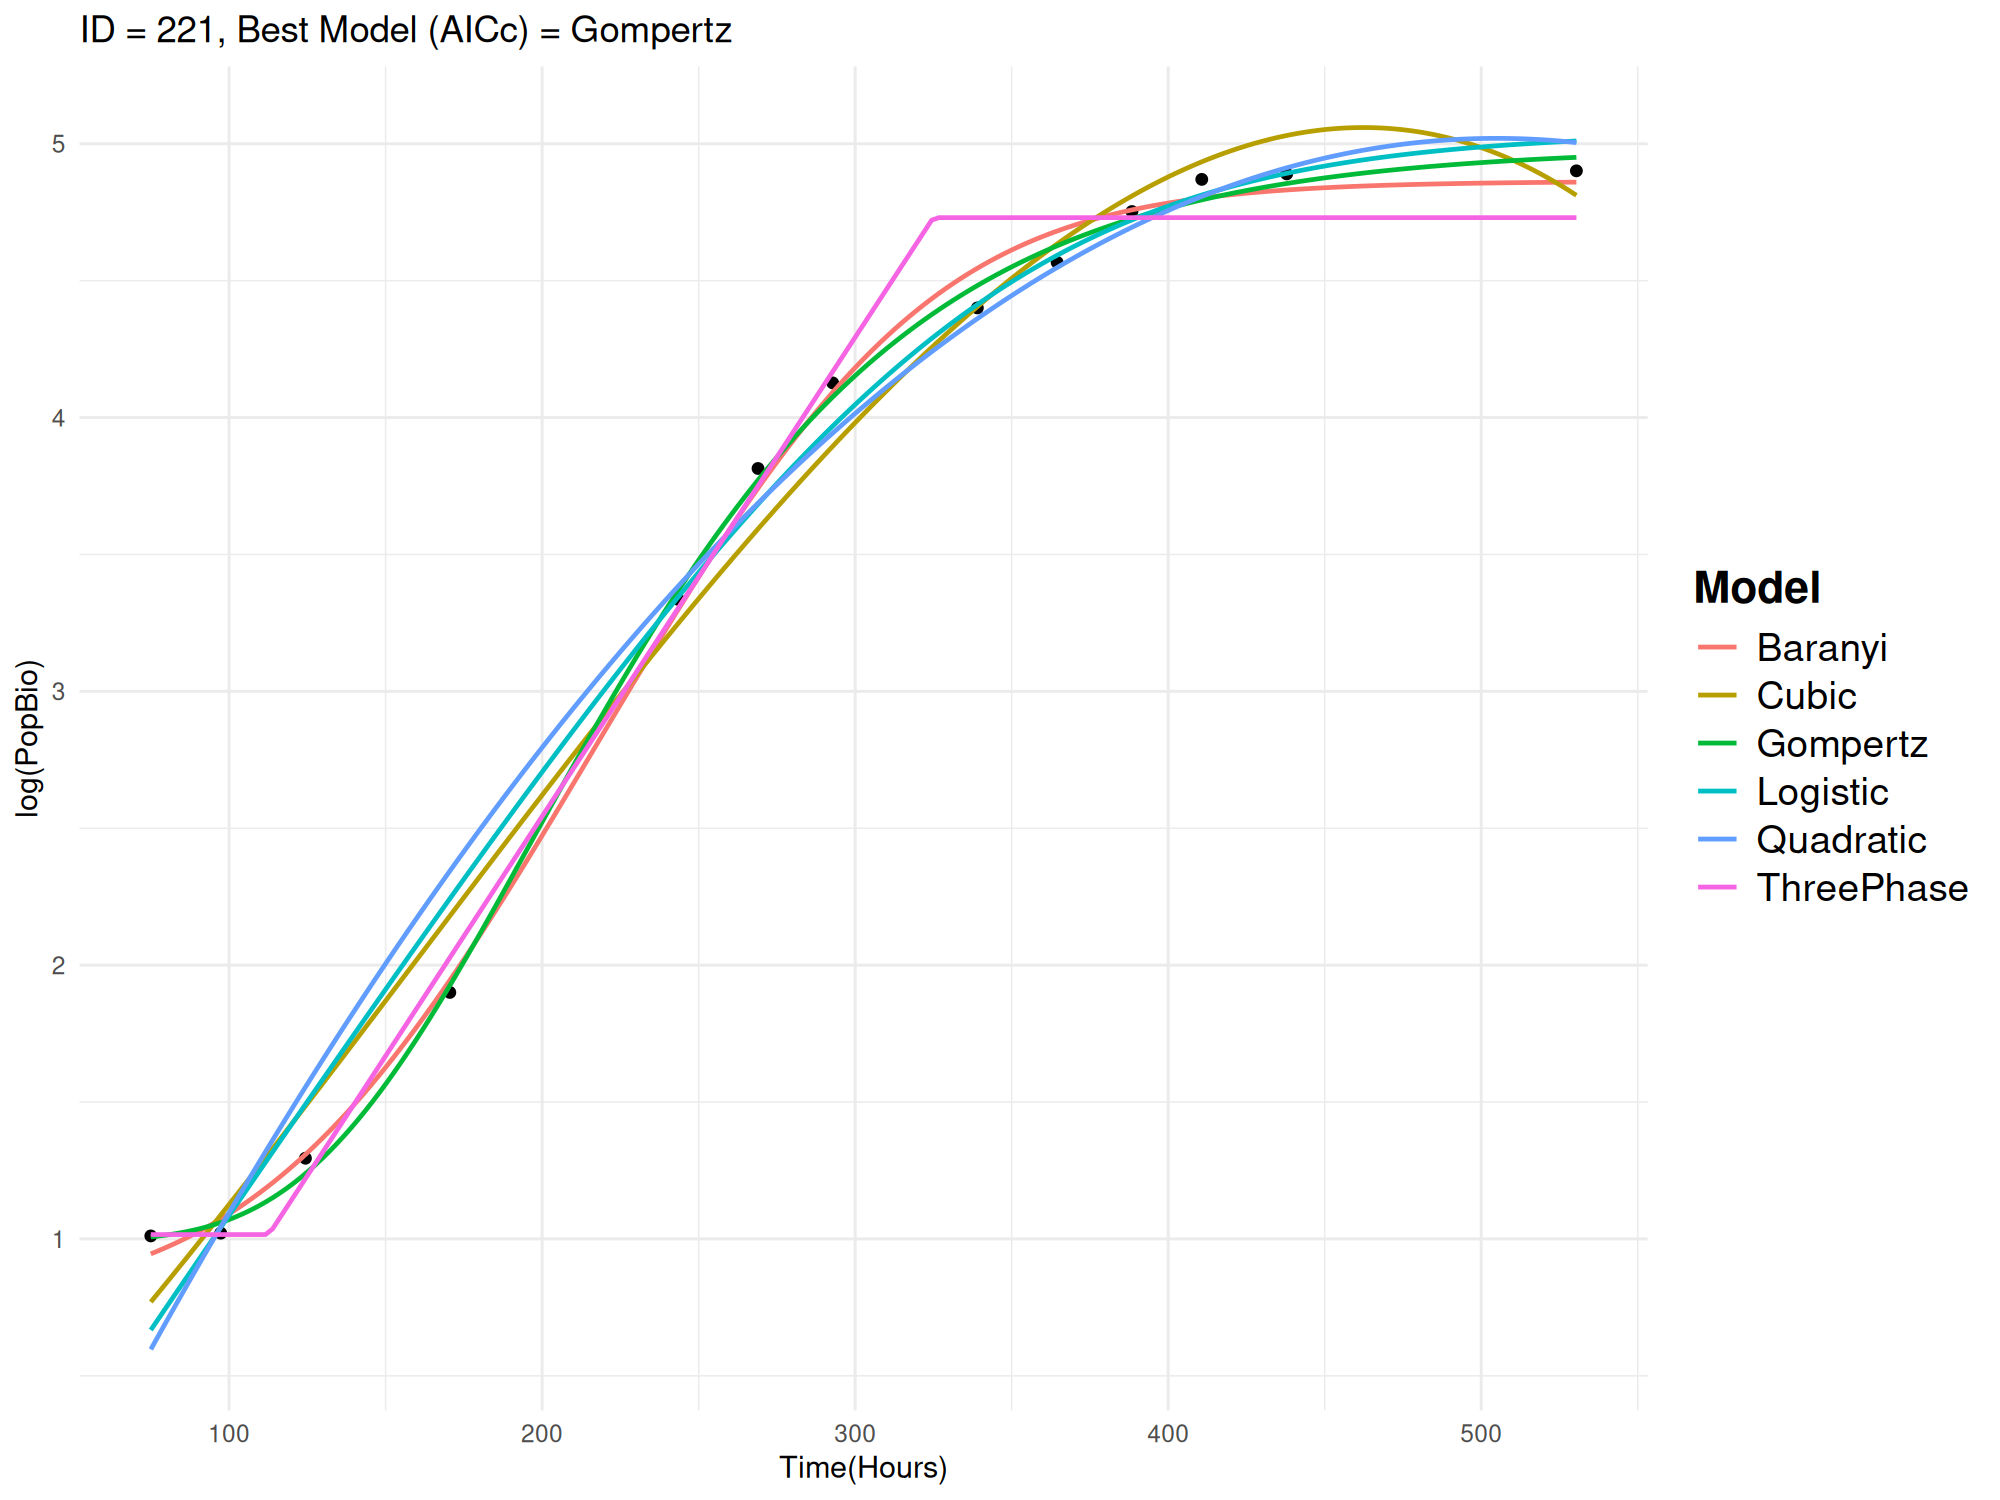 ID = 221, Best Model (AICc) = Gompertz
5
4
3
2
1
log(PopBio)
100 200 300 400 500
Time(Hours)
Model
Baranyi
Cubic
Gompertz
Logistic
Quadratic
ThreePhase